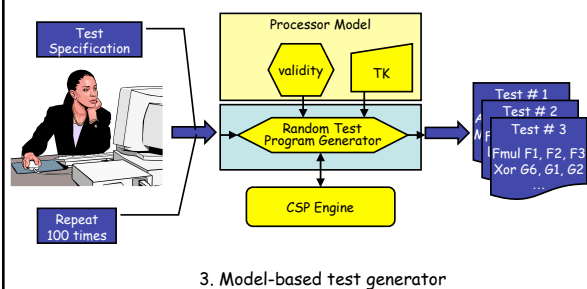 Test
Specification
Processor Model
validity
TK
Random Test
Program Generator
CSP Engine
Repeat
100 times
Test # 1
Test # 2
Test # 3
Fmul F1, F2, F3
Xor G6, G1, G2
...
3. Model-based test generator